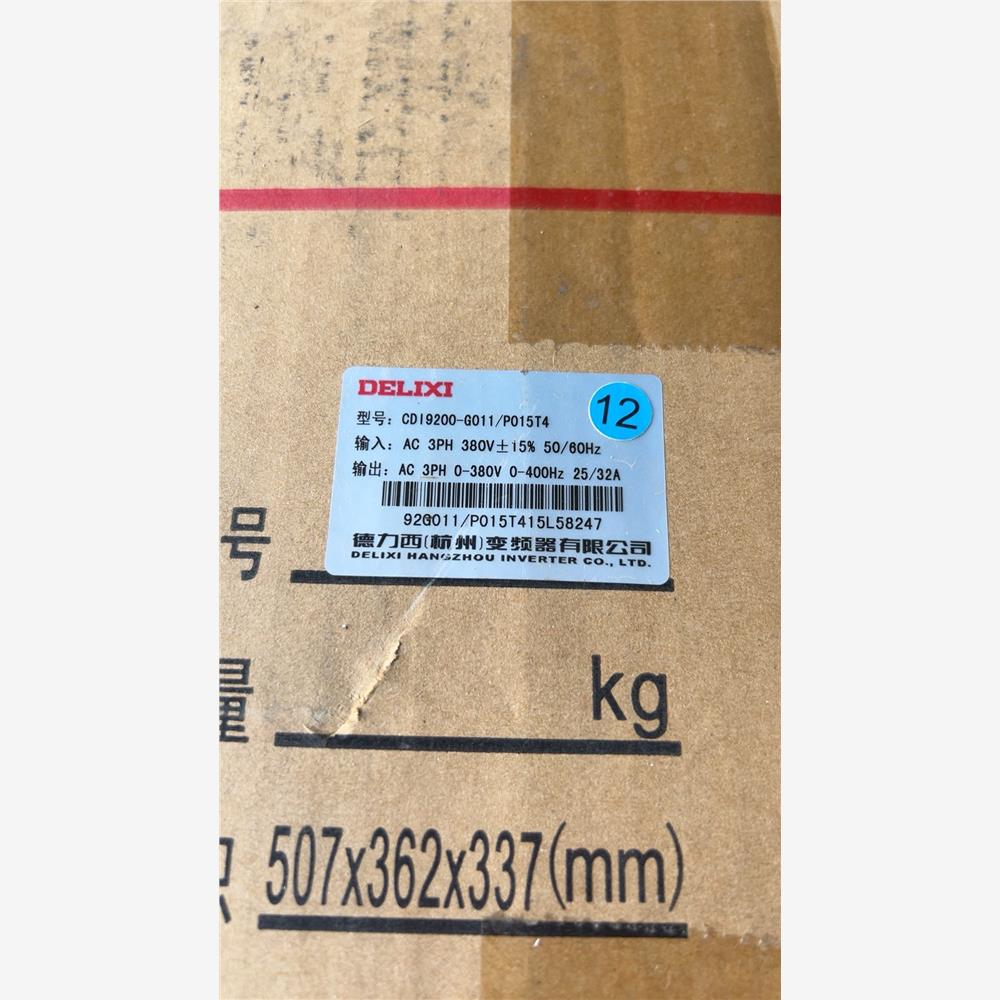 DELIXI
12
型号: CDI9200-G011/P015T4
输入: AC 3PH 380V±15% 50/60Hz
输出: AC 3PH 0-380V 0-400Hz 25/32A
92G011/P015T415L58247
德力西(杭州)变频器有限公司
DELIXI HANGZHOU INVERTER CO., LTD.
号
量
kg
507x362x337(mm)